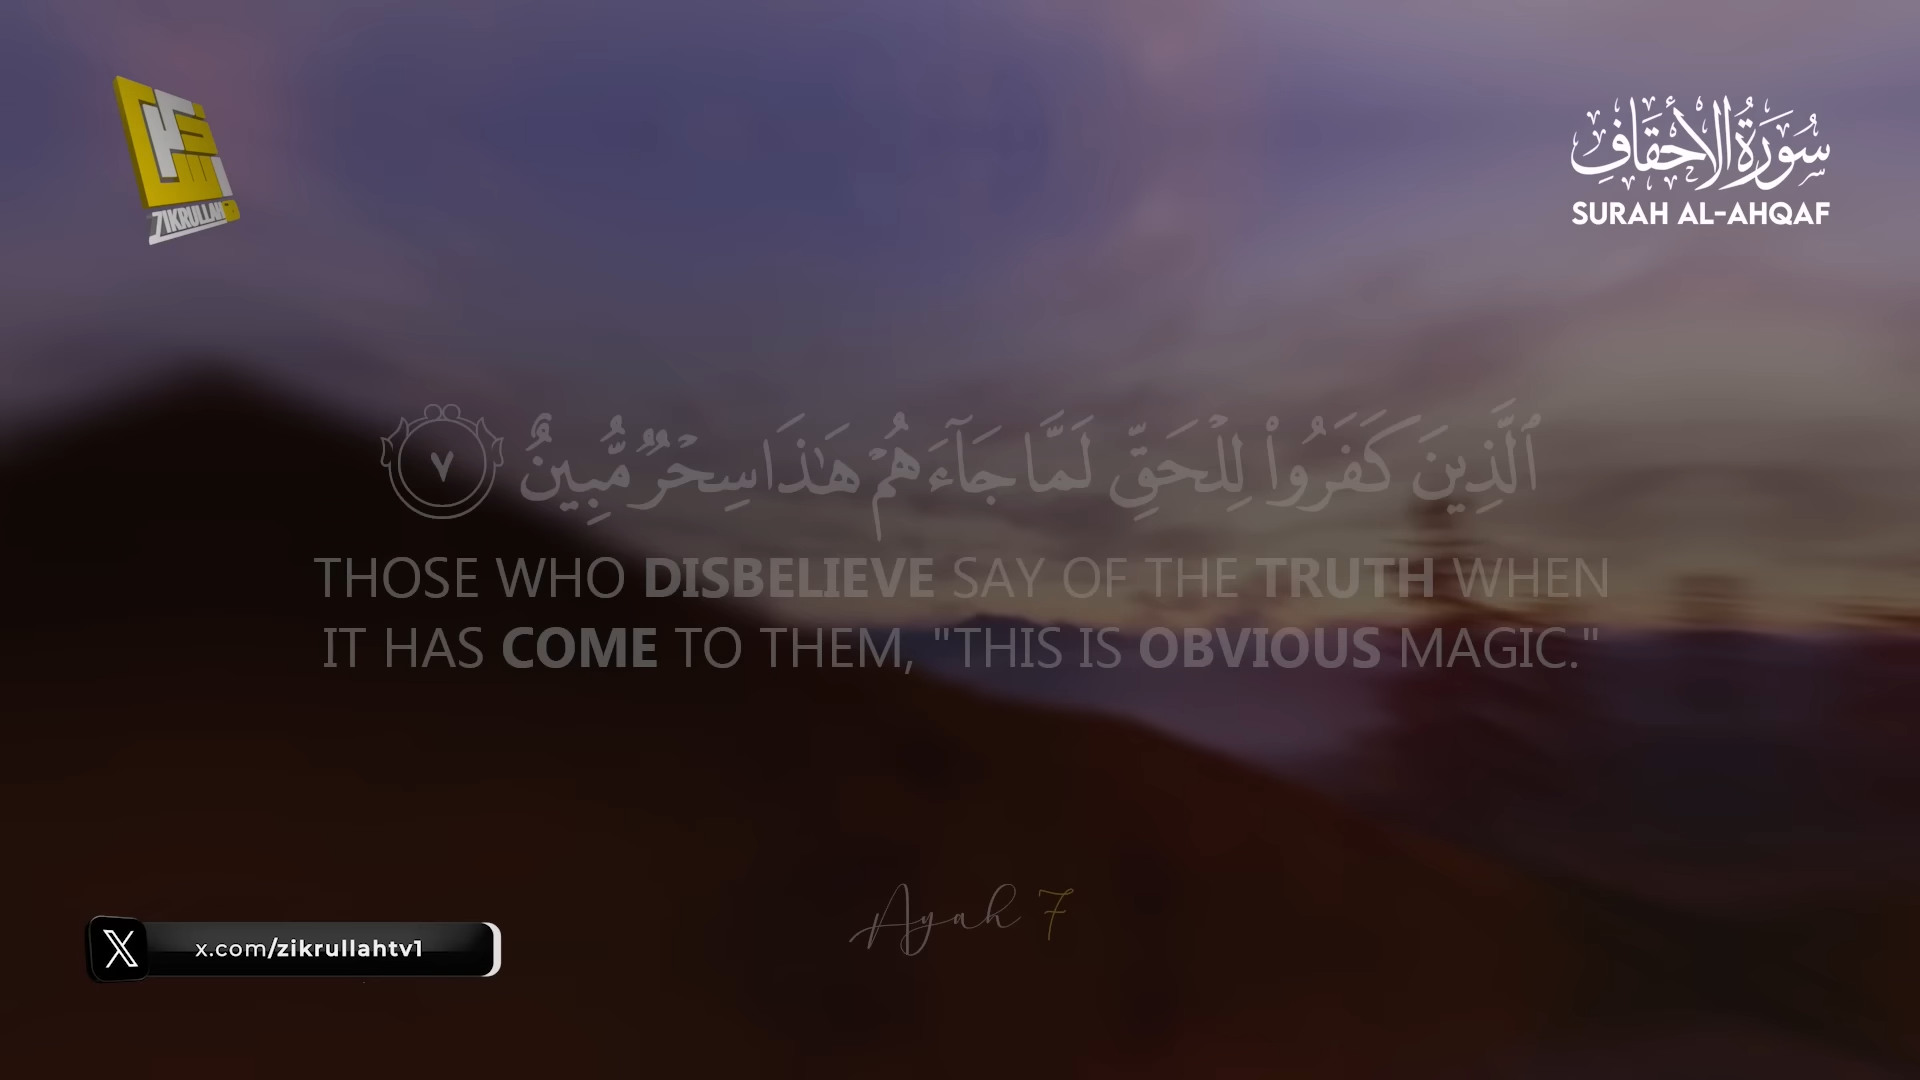 ZIKRULLAH
سُورَةُ الْأَحْقَافِ
SURAH AL-AHQAF
ٱلَّذِينَ كَفَرُوا۟ لِلْحَقِّ لَمَّا جَآءَهُمْ هَـٰذَا سِحْرٌ مُّبِينٌ ٧
THOSE WHO DISBELIEVE SAY OF THE TRUTH WHEN
IT HAS COME TO THEM, "THIS IS OBVIOUS MAGIC."
Ayah 7
x.com/zikrullahtv1